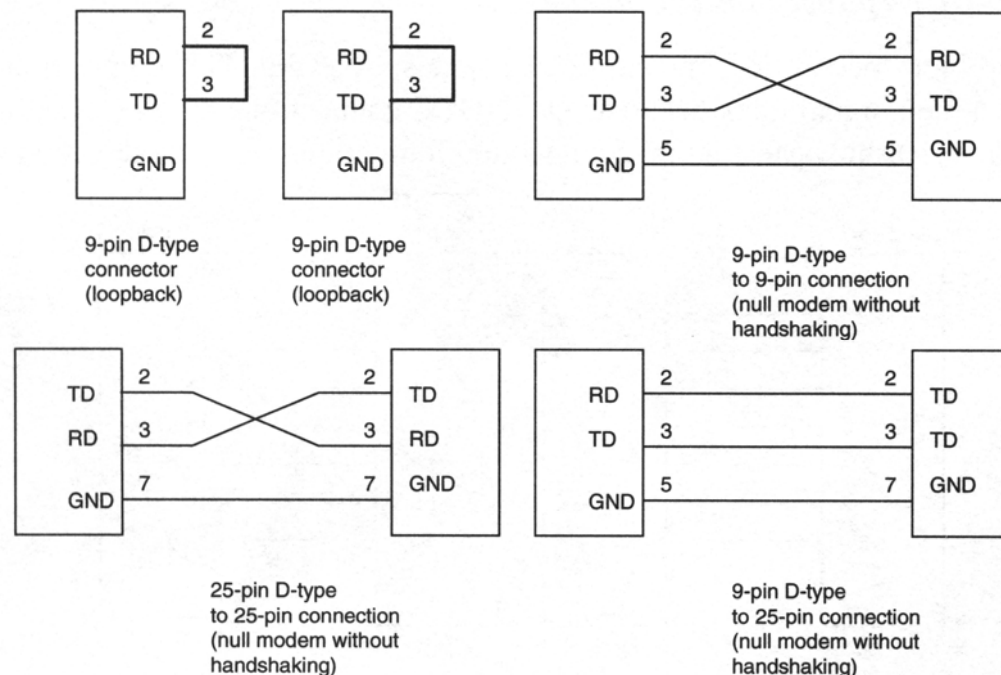 2
RD
3
TD
GND
9-pin D-type
connector
(loopback)
2
RD
3
TD
GND
9-pin D-type
connector
(loopback)
2 2
RD RD
3 3
TD TD
5 5
GND GND
9-pin D-type
to 9-pin connection
(null modem without
handshaking)
2 2
TD TD
3 3
RD RD
7 7
GND GND
25-pin D-type
to 25-pin connection
(null modem without
handshaking)
2 2
RD TD
3 3
TD TD
5 7
GND GND
9-pin D-type
to 25-pin connection
(null modem without
handshaking)